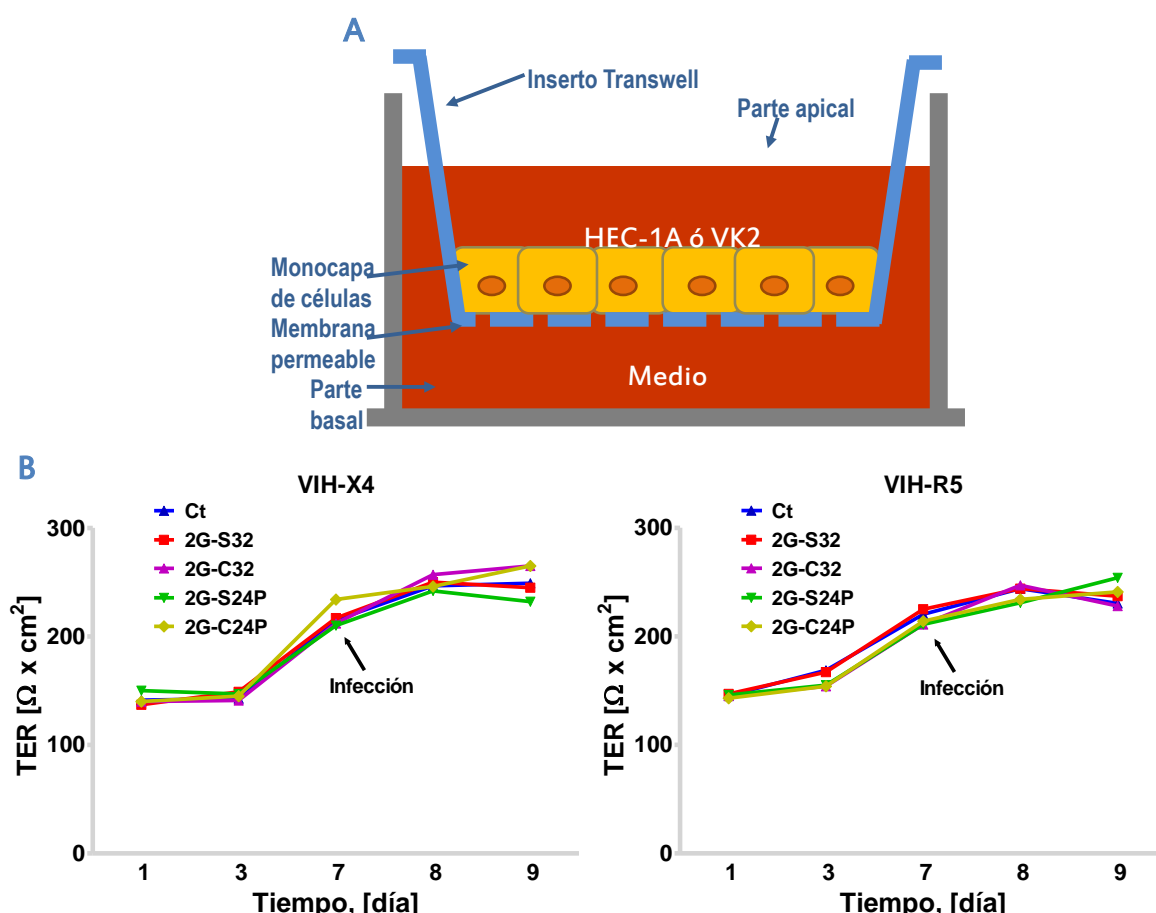 A
Inserto Transwell
Parte apical
HEC-1A ó VK2
Monocapa
de células
Membrana
permeable
Parte
basal
Medio
B
VIH-X4
Ct
2G-S32
2G-C32
2G-S24P
2G-C24P
300
200
100
0
TER [Ω x cm²]
Infección
1 3 7 8 9
Tiempo, [día]
VIH-R5
Ct
2G-S32
2G-C32
2G-S24P
2G-C24P
300
200
100
0
TER [Ω x cm²]
Infección
1 3 7 8 9
Tiempo, [día]